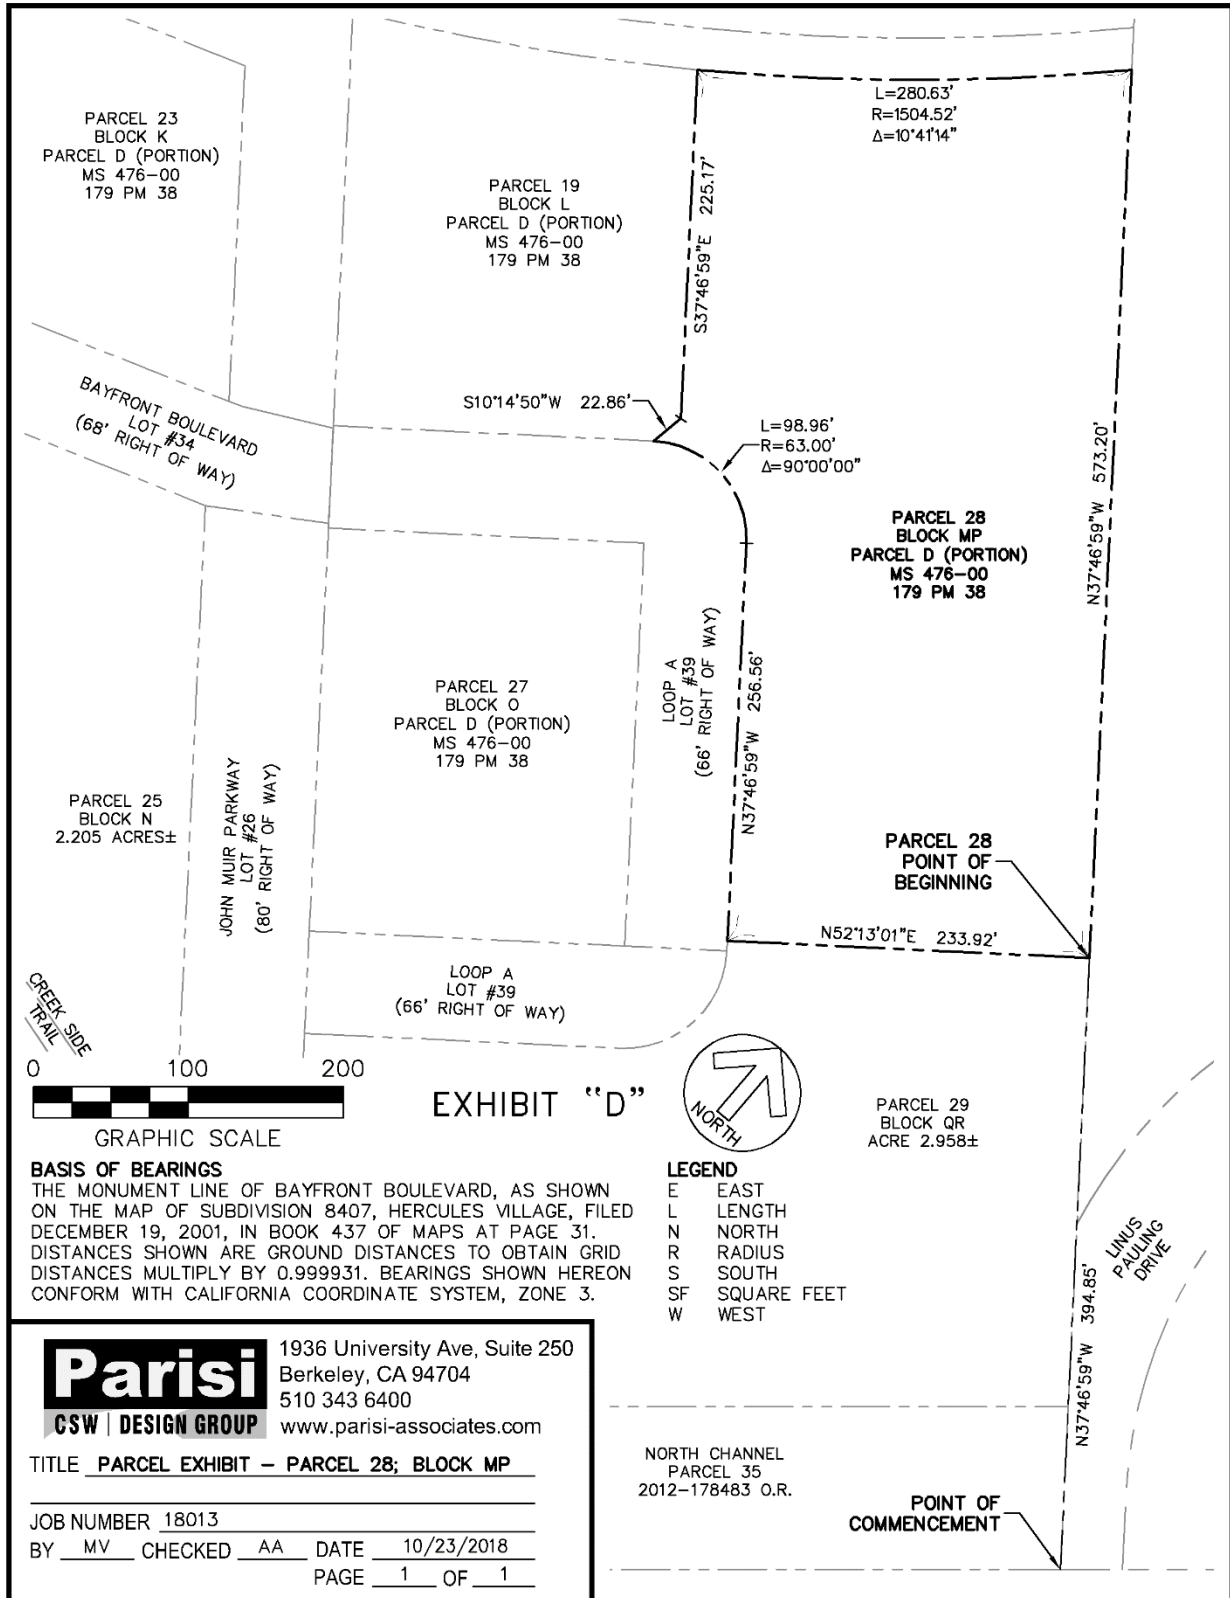 L=280.63'
R=1504.52'
Δ=10°41'14"
PARCEL 23
BLOCK K
PARCEL D (PORTION)
MS 476-00
179 PM 38
PARCEL 19
BLOCK L
PARCEL D (PORTION)
MS 476-00
179 PM 38
S37°46'59"E 225.17'
BAYFRONT BOULEVARD
LOT #34
(68' RIGHT OF WAY)
S10°14'50"W 22.86'
L=98.96'
R=63.00'
Δ=90°00'00"
N37°46'59"W 573.20'
PARCEL 28
BLOCK MP
PARCEL D (PORTION)
MS 476-00
179 PM 38
LOOP A
LOT #39
(66' RIGHT OF WAY)
N37°46'59"W 256.56'
PARCEL 27
BLOCK O
PARCEL D (PORTION)
MS 476-00
179 PM 38
PARCEL 25
BLOCK N
2.205 ACRES±
JOHN MUIR PARKWAY
LOT #26
(80' RIGHT OF WAY)
PARCEL 28
POINT OF
BEGINNING
N52°13'01"E 233.92'
LOOP A
LOT #39
(66' RIGHT OF WAY)
CREEK SIDE
TRAIL
0 100 200
GRAPHIC SCALE
EXHIBIT "D"
NORTH
PARCEL 29
BLOCK QR
ACRE 2.958±
BASIS OF BEARINGS
THE MONUMENT LINE OF BAYFRONT BOULEVARD, AS SHOWN
ON THE MAP OF SUBDIVISION 8407, HERCULES VILLAGE, FILED
DECEMBER 19, 2001, IN BOOK 437 OF MAPS AT PAGE 31.
DISTANCES SHOWN ARE GROUND DISTANCES TO OBTAIN GRID
DISTANCES MULTIPLY BY 0.999931. BEARINGS SHOWN HEREON
CONFORM WITH CALIFORNIA COORDINATE SYSTEM, ZONE 3.
LEGEND
E EAST
L LENGTH
N NORTH
R RADIUS
S SOUTH
SF SQUARE FEET
W WEST
LINUS
PAULING
DRIVE
N37°46'59"W 394.85'
Parisi
CSW | DESIGN GROUP
1936 University Ave, Suite 250
Berkeley, CA 94704
510 343 6400
www.parisi-associates.com
TITLE PARCEL EXHIBIT - PARCEL 28; BLOCK MP
JOB NUMBER 18013
BY MV CHECKED AA DATE 10/23/2018
PAGE 1 OF 1
NORTH CHANNEL
PARCEL 35
2012-178483 O.R.
POINT OF
COMMENCEMENT